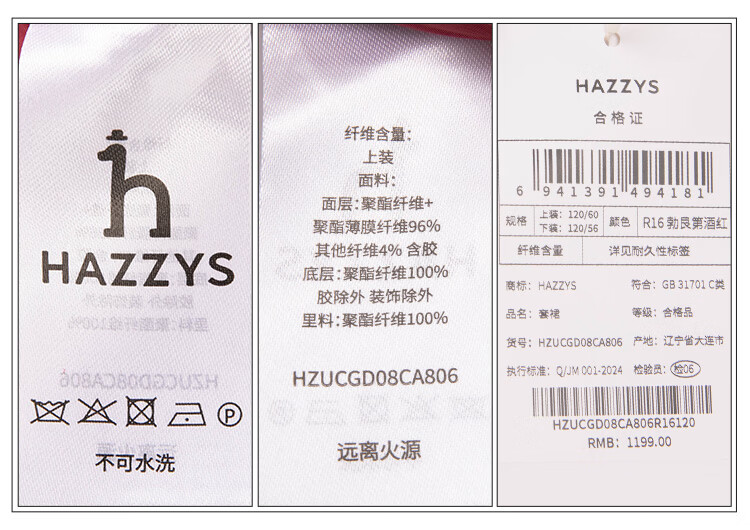 HAZZYS
HZUCGD08CA806
P
不可水洗
纤维含量：
上装
面料：
面层：聚酯纤维+
聚酯薄膜纤维96%
其他纤维4% 含胶
底层：聚酯纤维100%
胶除外 装饰除外
里料：聚酯纤维100%
HZUCGD08CA806
远离火源
HAZZYS
合格证
6 941391 494181
规格 上装：120/60 下装：120/56 颜色 R16 勃艮第酒红
纤维含量 详见耐久性标签
商标：HAZZYS 符合：GB 31701 C类
品名：套裙 等级：合格品
货号：HZUCGD08CA806 产地：辽宁省大连市
执行标准：Q/JM 001-2024 检验员：检06
HZUCGD08CA806R16120
RMB：1199.00